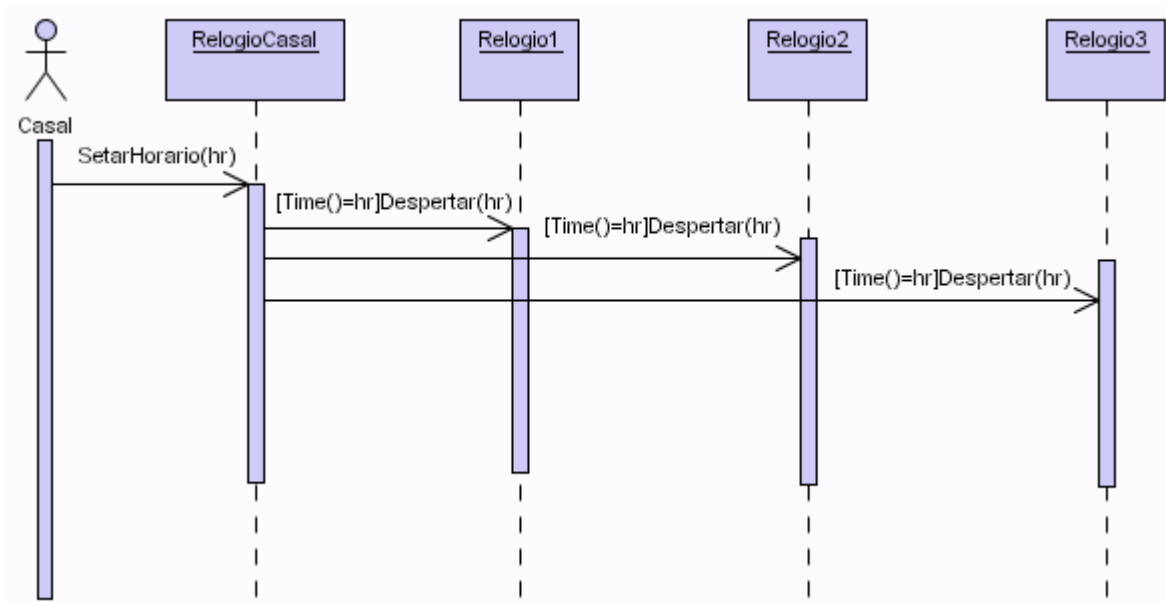 RelogioCasal
Relogio1
Relogio2
Relogio3
Casal
SetarHorario(hr)
[Time()=hr]Despertar(hr)
[Time()=hr]Despertar(hr)
[Time()=hr]Despertar(hr)